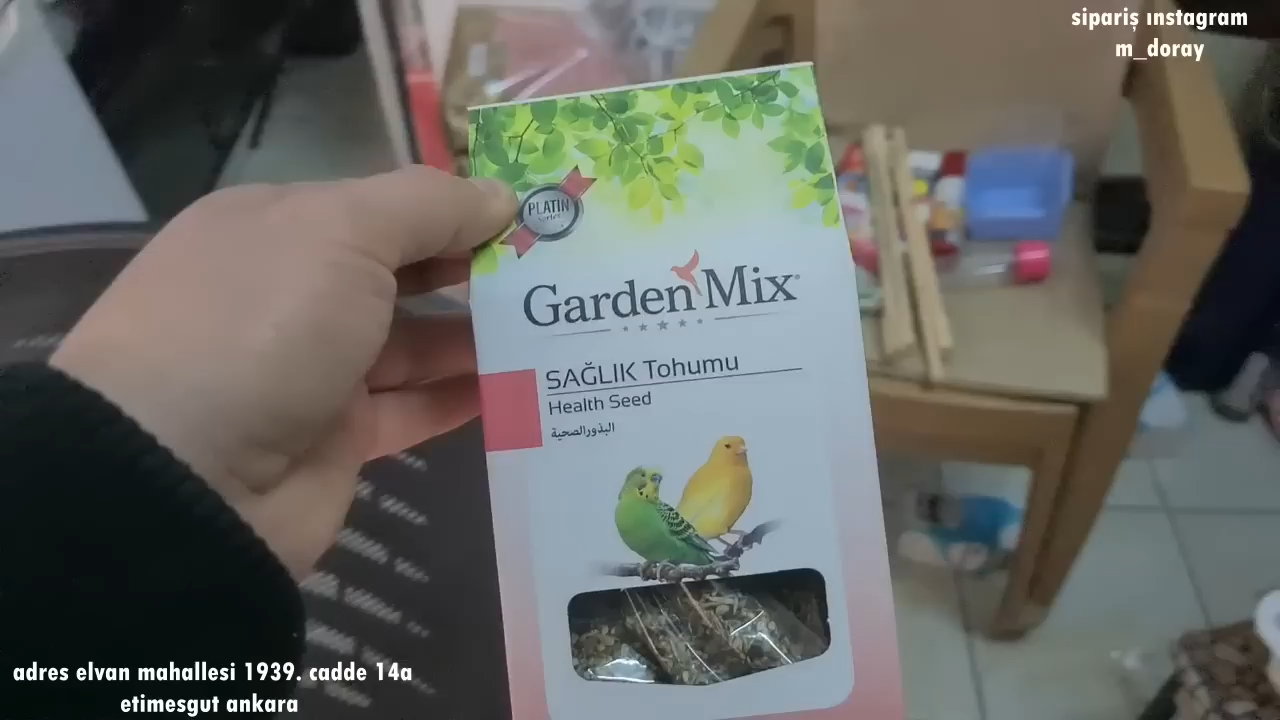 sipariş ınstagram
m_doray
PLATIN
series
Garden Mix
SAĞLIK Tohumu
Health Seed
البذور الصحية
adres elvan mahallesi 1939. cadde 14a
etimesgut ankara